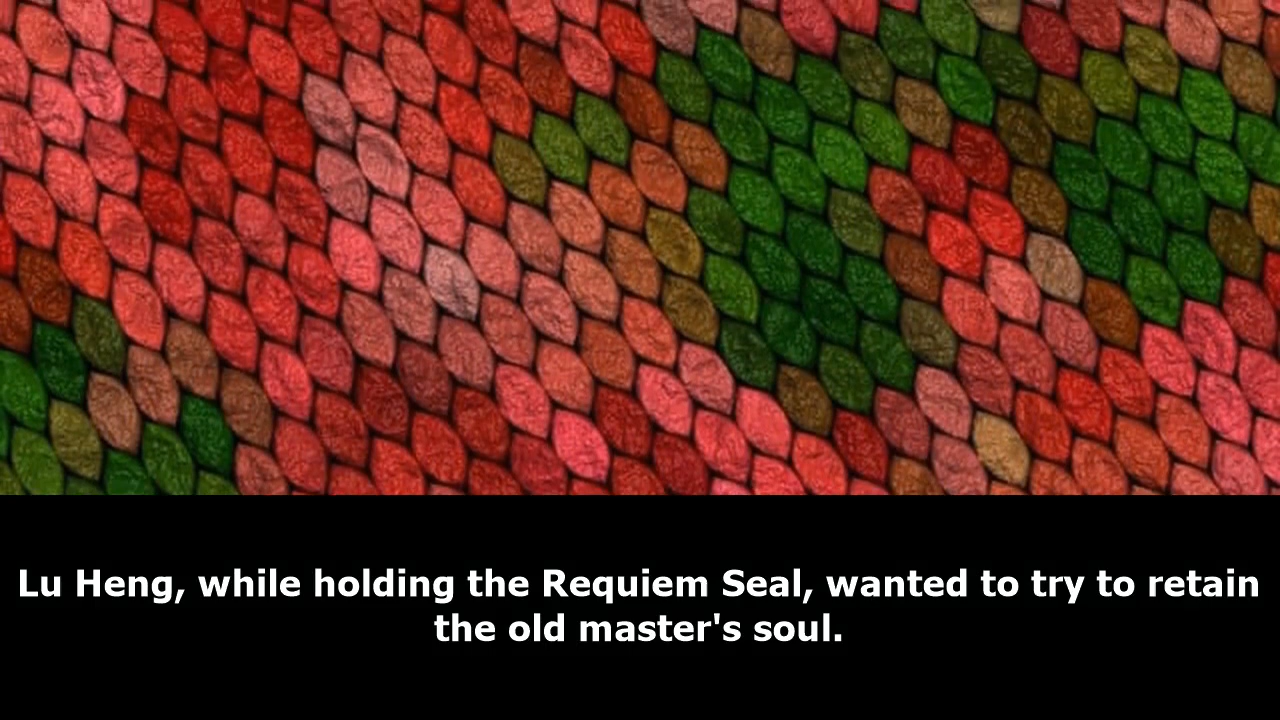 Lu Heng, while holding the Requiem Seal, wanted to try to retain
the old master's soul.